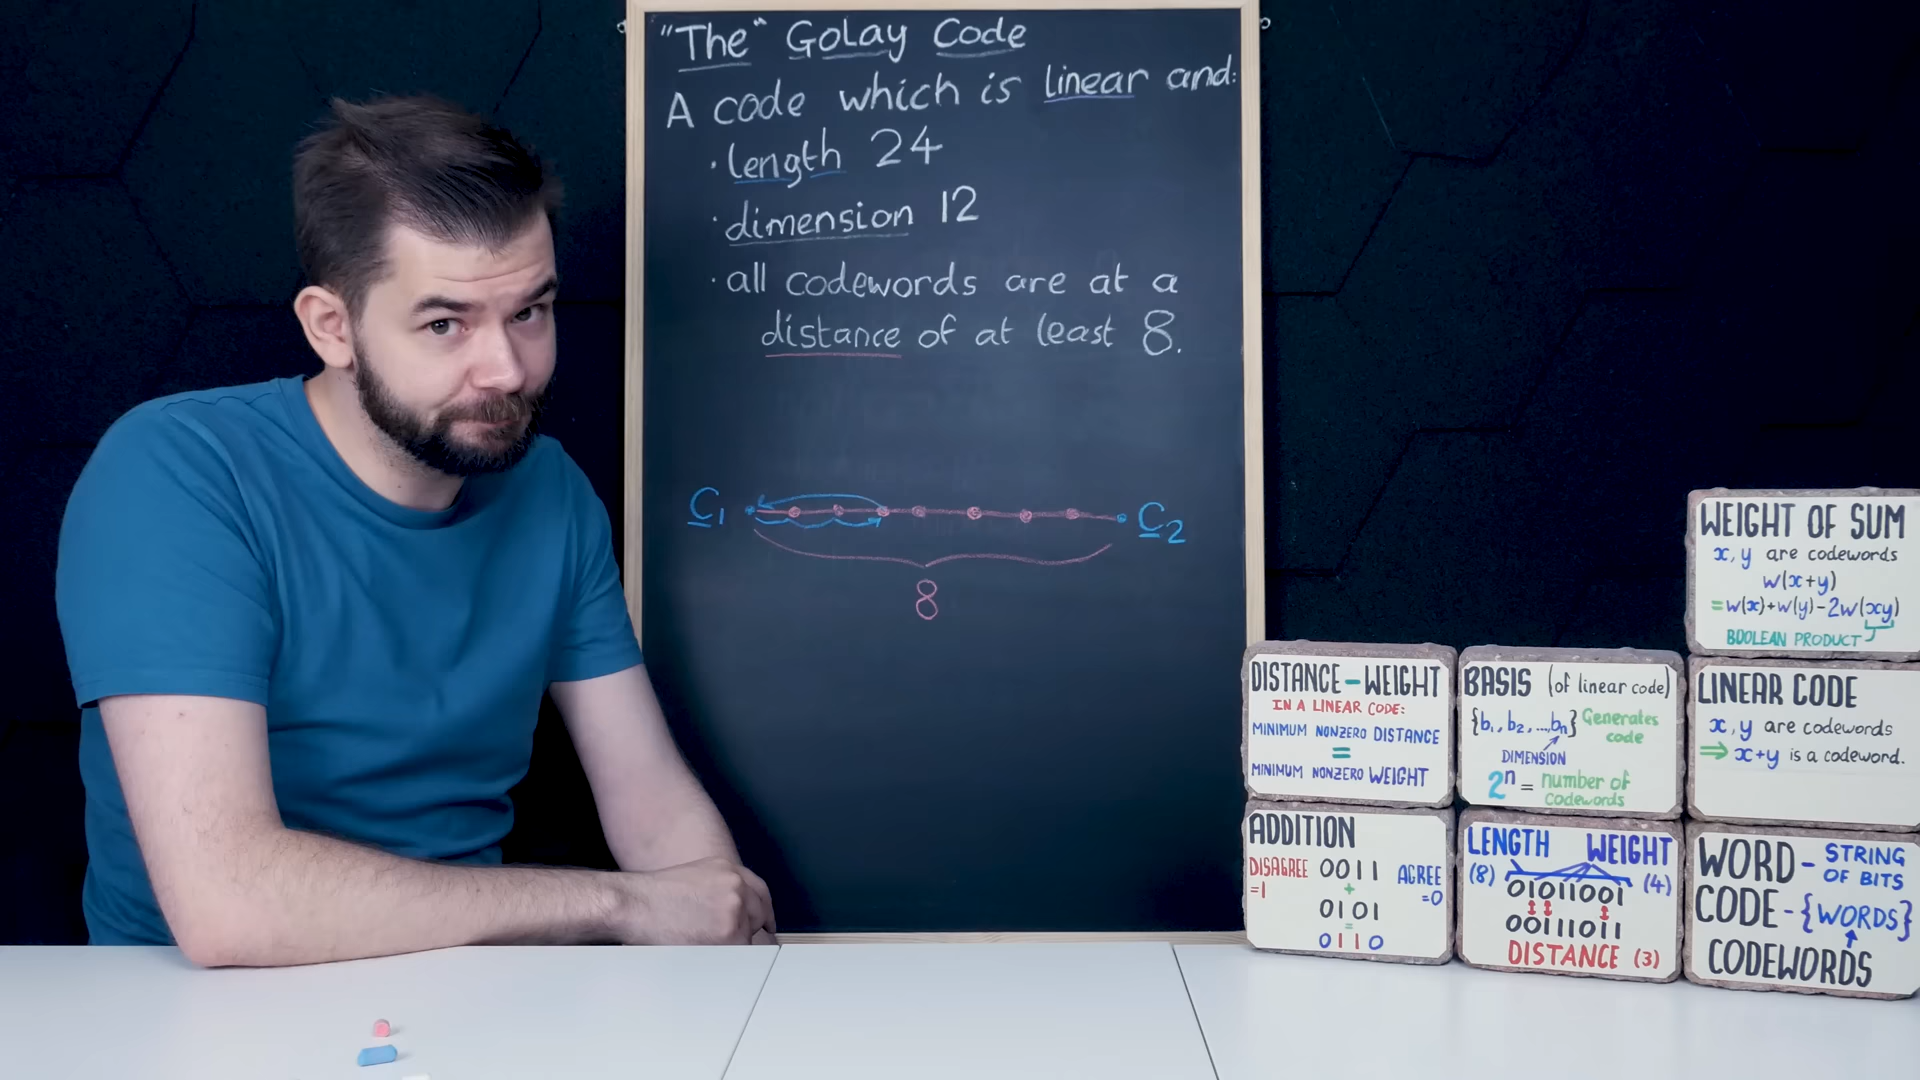 "The" Golay Code
A code which is linear and:
· length 24
· dimension 12
· all codewords are at a
distance of at least 8.
C1
C2
8
WEIGHT OF SUM
x, y are codewords
w(x+y)
= w(x)+w(y)-2w(xy)
BOOLEAN PRODUCT
DISTANCE-WEIGHT
IN A LINEAR CODE:
MINIMUM NONZERO DISTANCE
=
MINIMUM NONZERO WEIGHT
BASIS (of linear code)
{b1, b2, ..., bn} Generates
code
DIMENSION
2^n = number of
codewords
LINEAR CODE
x, y are codewords
⇒ x+y is a codeword.
ADDITION
DISAGREE 0011 AGREE
=1 + =0
0101
=
0110
LENGTH WEIGHT
(8) 01011001 (4)
00111011
DISTANCE (3)
WORD - STRING
OF BITS
CODE - {WORDS}
CODEWORDS